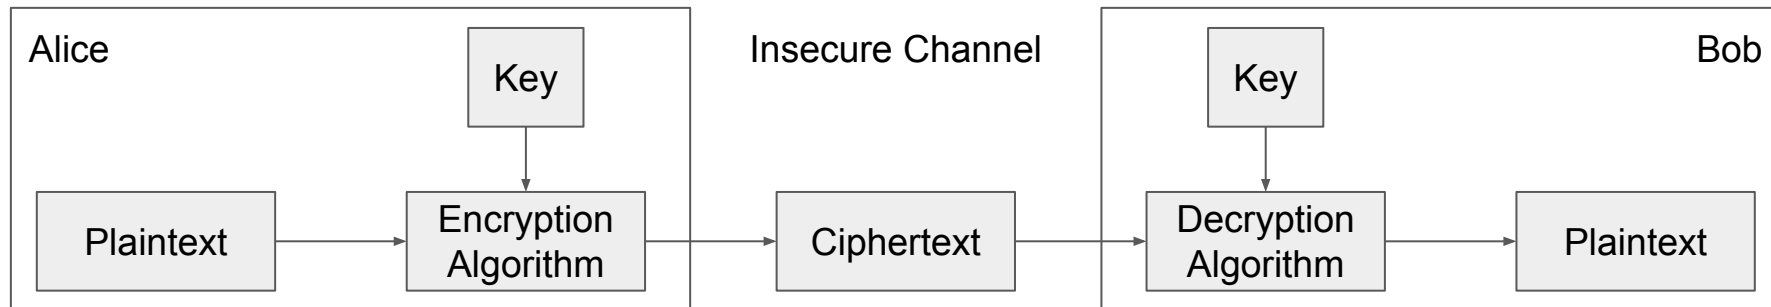 Alice
Key
Insecure Channel
Key
Bob
Plaintext
Encryption
Algorithm
Ciphertext
Decryption
Algorithm
Plaintext